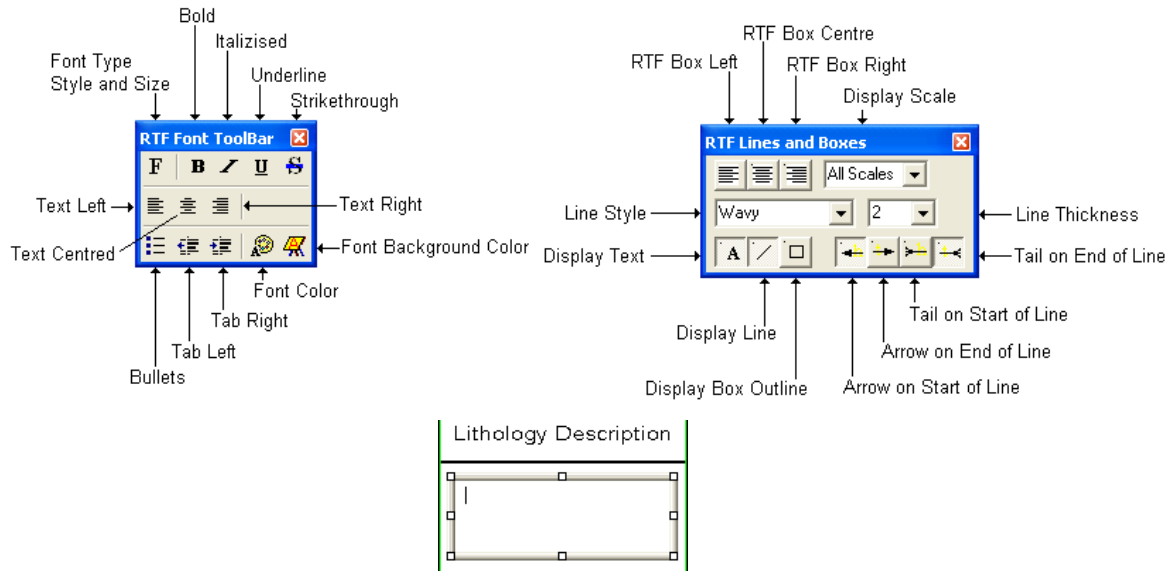 Bold
Italizised
Font Type
Style and Size
Underline
Strikethrough
RTF Font ToolBar
F B I U S
Text Left
Text Right
Text Centred
A
Font Background Color
Font Color
Tab Right
Tab Left
Bullets
RTF Box Centre
RTF Box Left
RTF Box Right
Display Scale
RTF Lines and Boxes
All Scales
Line Style
Wavy
2
Line Thickness
Display Text
A
Tail on End of Line
Tail on Start of Line
Display Line
Arrow on End of Line
Display Box Outline
Arrow on Start of Line
Lithology Description